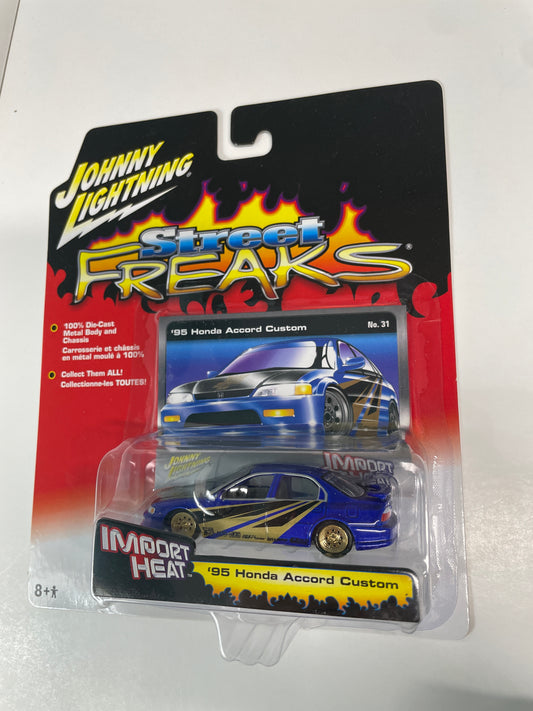 JOHNNY
LIGHTNING®
Street
FREAKS®
100% Die-Cast
Metal Body and
Chassis
Carrosserie et châssis
en métal moulé à 100%
Collect Them ALL!
Collectionne-les TOUTES!
'95 Honda Accord Custom No. 31
JOHNNY
LIGHTNING
IMPORT
HEAT
IMPORT
HEAT™
'95 Honda Accord Custom
8+